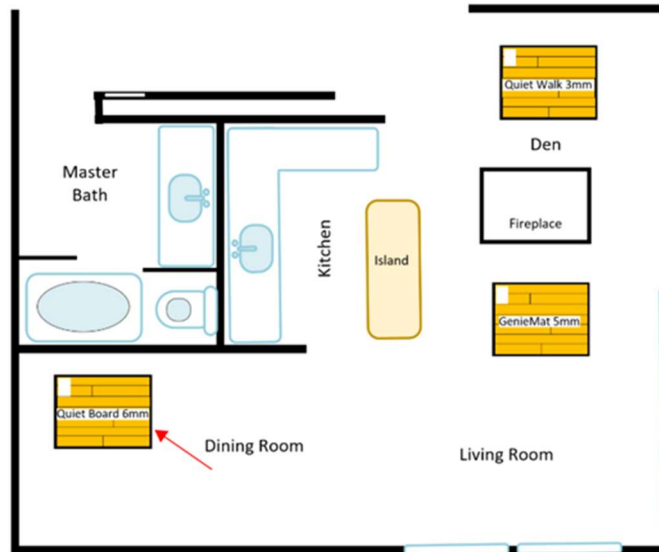 Quiet Walk 3mm
Den
Master
Bath
Fireplace
Kitchen
Island
GenieMat 5mm
Quiet Board 6mm
Dining Room
Living Room